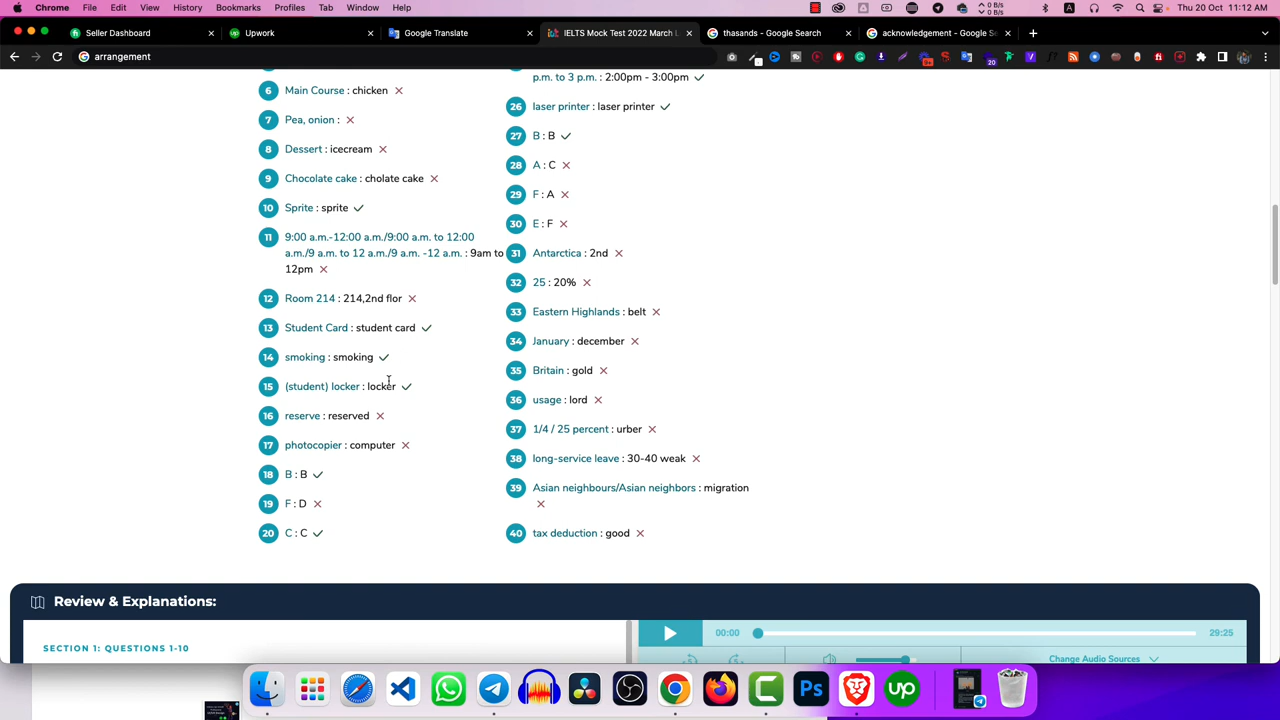 Chrome File Edit View History Bookmarks Profiles Tab Window Help
0 B/s
0 B/s
Thu 20 Oct 11:12 AM
Seller Dashboard
Upwork
Google Translate
IELTS Mock Test 2022 March L
thasands - Google Search
acknowledgement - Google Se
arrangement
20
p.m. to 3 p.m. : 2:00pm - 3:00pm
6 Main Course : chicken
7 Pea, onion :
8 Dessert : icecream
9 Chocolate cake : cholate cake
10 Sprite : sprite
11 9:00 a.m.-12:00 a.m./9:00 a.m. to 12:00
a.m./9 a.m. to 12 a.m./9 a.m. -12 a.m. : 9am to
12pm
12 Room 214 : 214,2nd flor
13 Student Card : student card
14 smoking : smoking
15 (student) locker : locker
16 reserve : reserved
17 photocopier : computer
18 B : B
19 F : D
20 C : C
26 laser printer : laser printer
27 B : B
28 A : C
29 F : A
30 E : F
31 Antarctica : 2nd
32 25 : 20%
33 Eastern Highlands : belt
34 January : december
35 Britain : gold
36 usage : lord
37 1/4 / 25 percent : urber
38 long-service leave : 30-40 weak
39 Asian neighbours/Asian neighbors : migration
40 tax deduction : good
Review & Explanations:
SECTION 1: QUESTIONS 1-10
00:00
29:25
Change Audio Sources
Ps
up